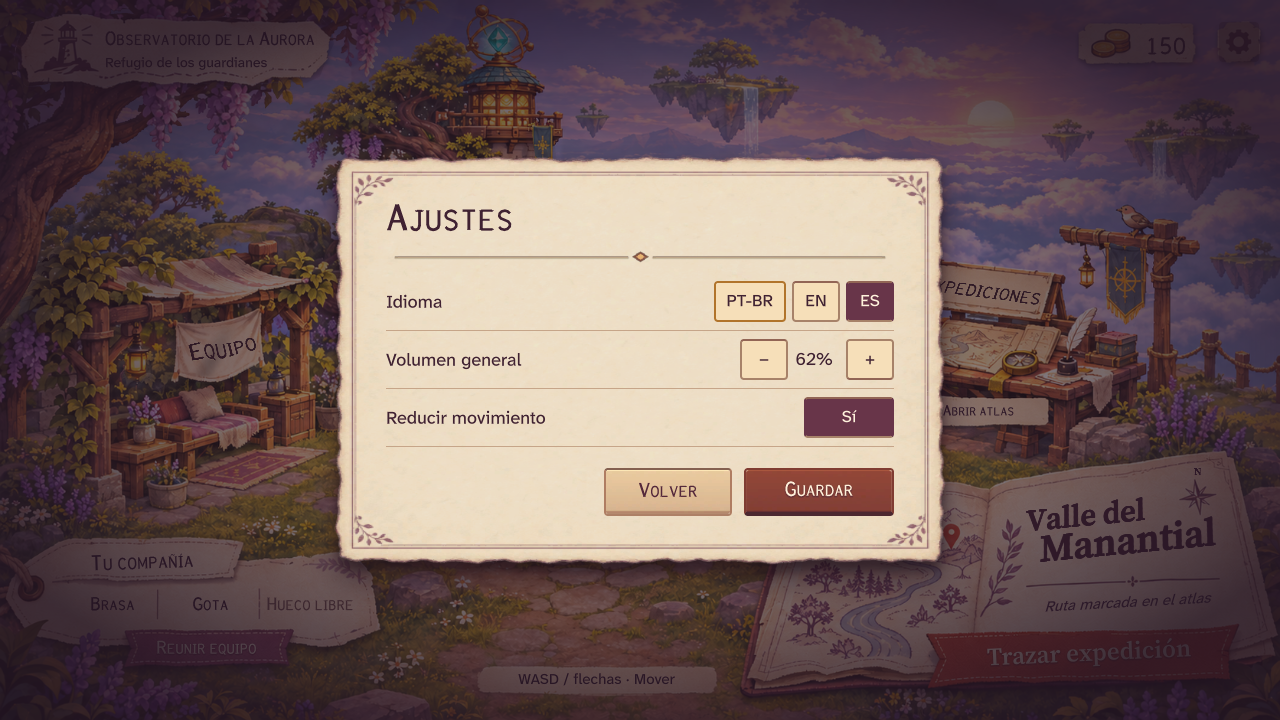 Observatorio de la Aurora
Refugio de los guardianes
150
Ajustes
Idioma
PT-BR
EN
ES
Volumen general
−
62%
+
Reducir movimiento
Sí
Volver
Guardar
Equipo
Abrir atlas
Tu compañía
Brasa
Gota
Hueco libre
Reunir equipo
WASD / flechas · Mover
N
Valle del
Manantial
Ruta marcada en el atlas
Trazar expedición